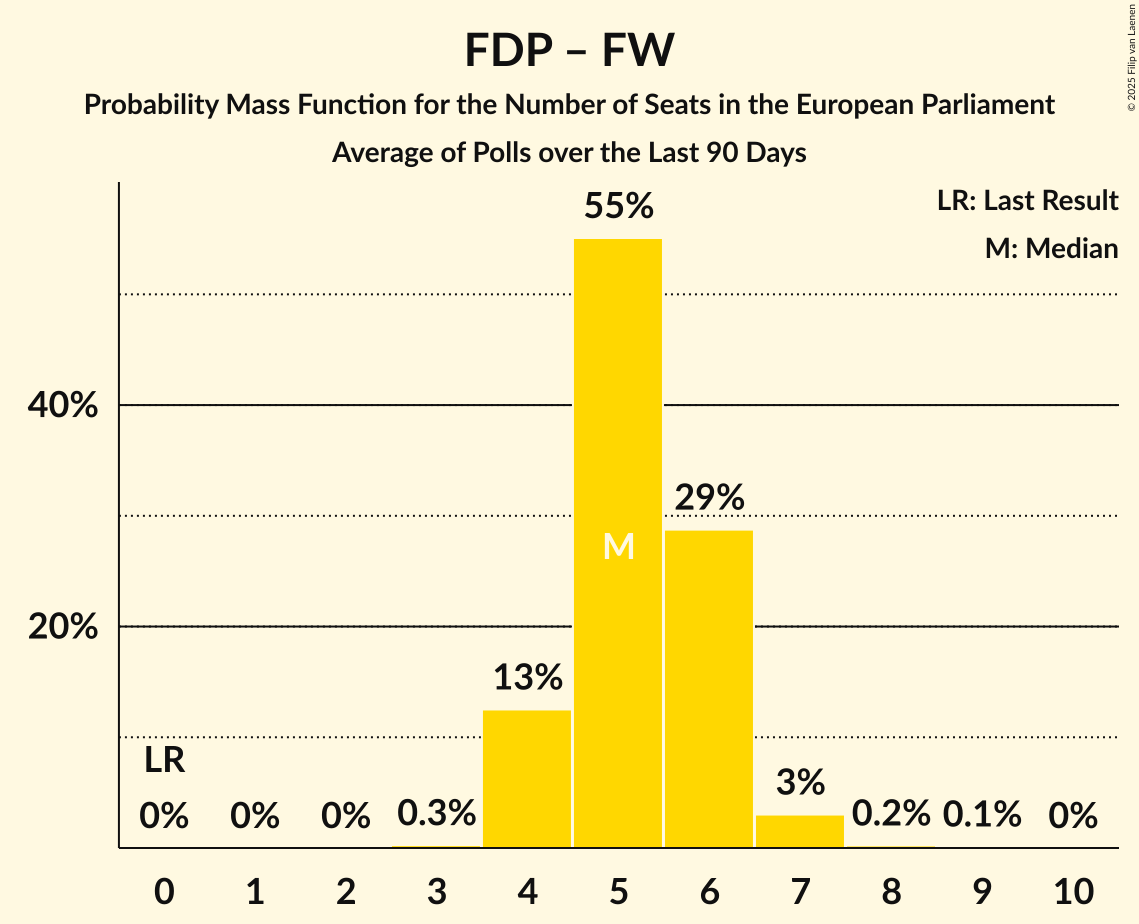 FDP – FW
Probability Mass Function for the Number of Seats in the European Parliament
Average of Polls over the Last 90 Days
© 2025 Filip van Laenen
LR: Last Result
M: Median
55%
40%
29%
M
20%
13%
LR
3%
0% 0% 0% 0.3% 0.2% 0.1% 0%
0 1 2 3 4 5 6 7 8 9 10